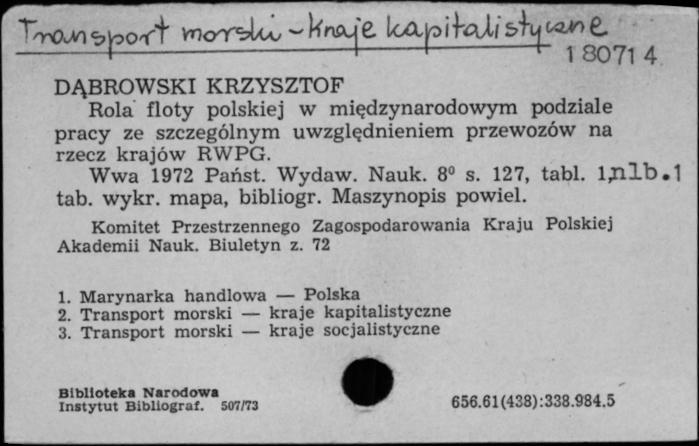 Transport morski – kraje kapitalistyczne
180714
DĄBROWSKI KRZYSZTOF
Rola floty polskiej w międzynarodowym podziale
pracy ze szczególnym uwzględnieniem przewozów na
rzecz krajów RWPG.
Wwa 1972 Państ. Wydaw. Nauk. 8⁰ s. 127, tabl. 1, nlb. 1
tab. wykr. mapa, bibliogr. Maszynopis powiel.
Komitet Przestrzennego Zagospodarowania Kraju Polskiej
Akademii Nauk. Biuletyn z. 72
1. Marynarka handlowa — Polska
2. Transport morski — kraje kapitalistyczne
3. Transport morski — kraje socjalistyczne
Biblioteka Narodowa
Instytut Bibliograf. 507/73
656.61(438):338.984.5